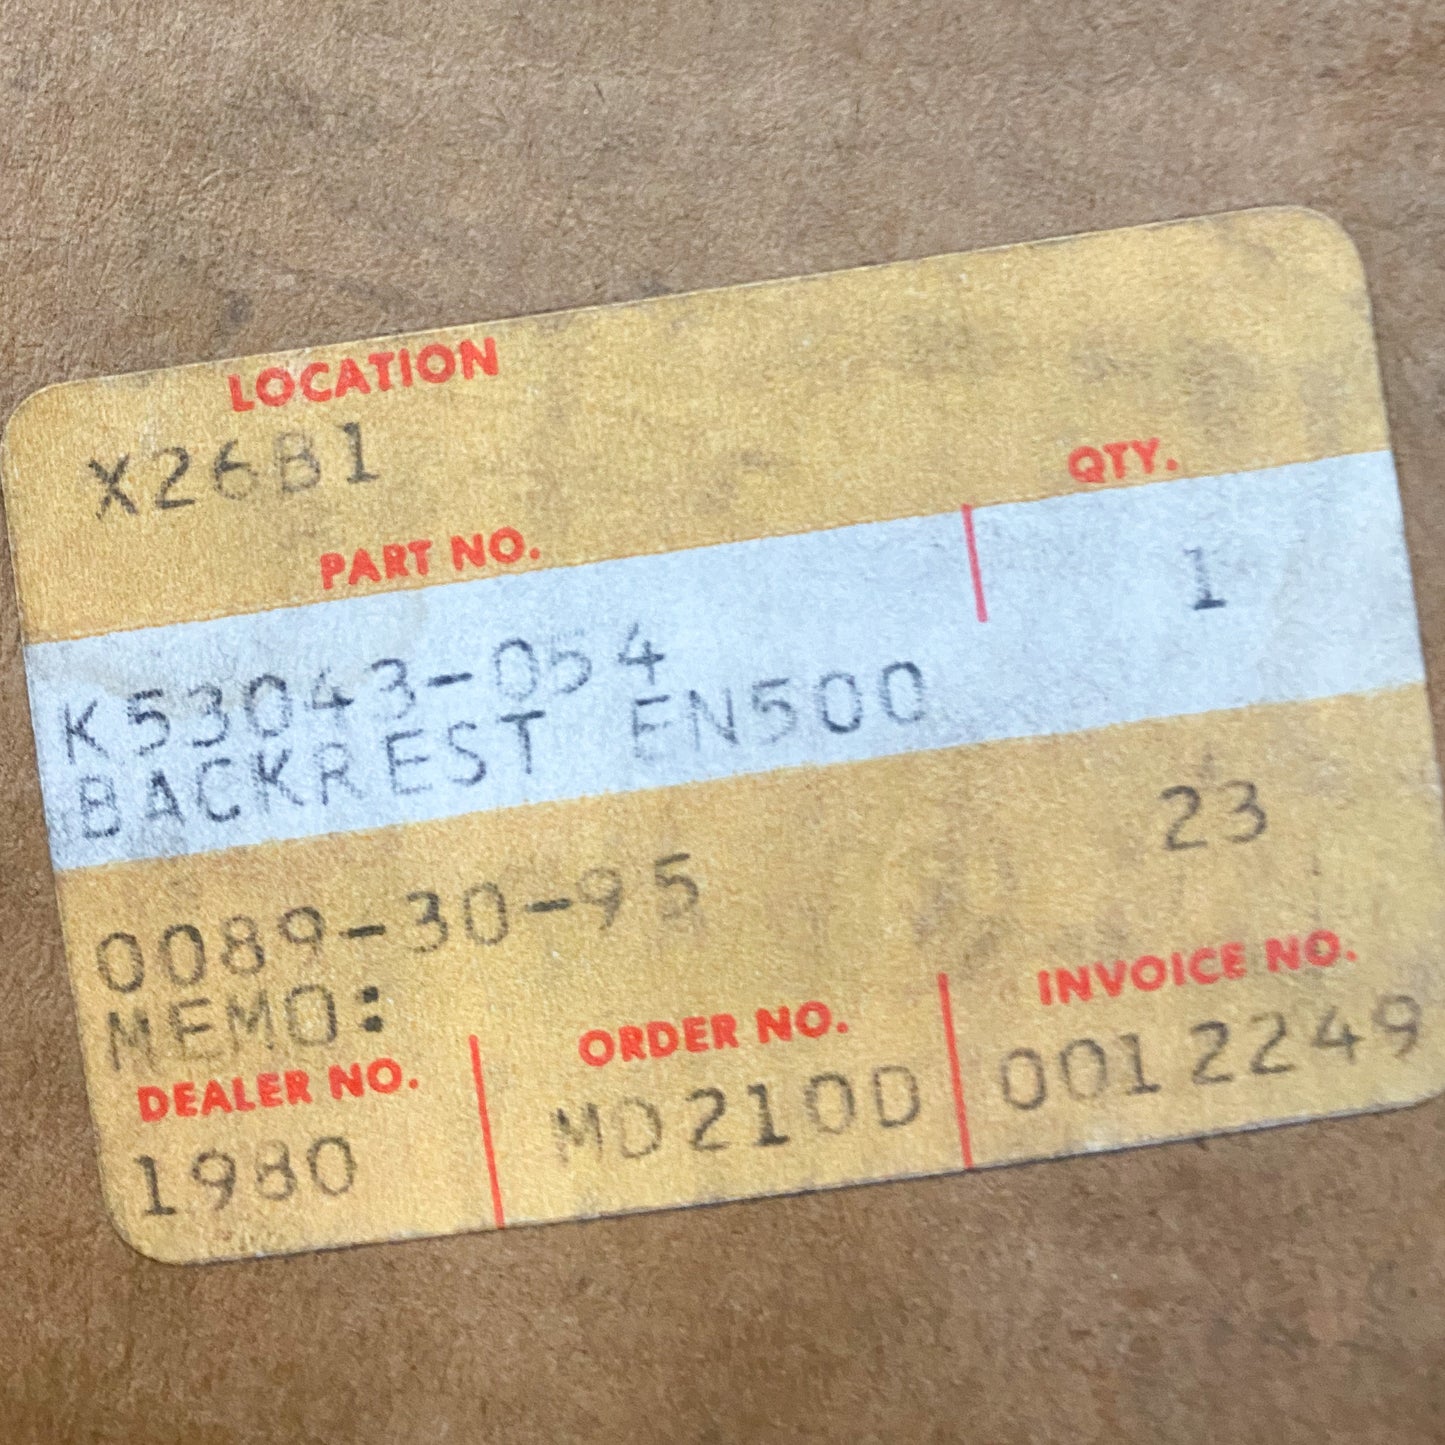 LOCATION
X26B1
PART NO. QTY.
K53043-054 1
BACKREST EN500
23
0089-30-95
MEMO:
DEALER NO. ORDER NO. INVOICE NO.
1980 MD2100 0012249